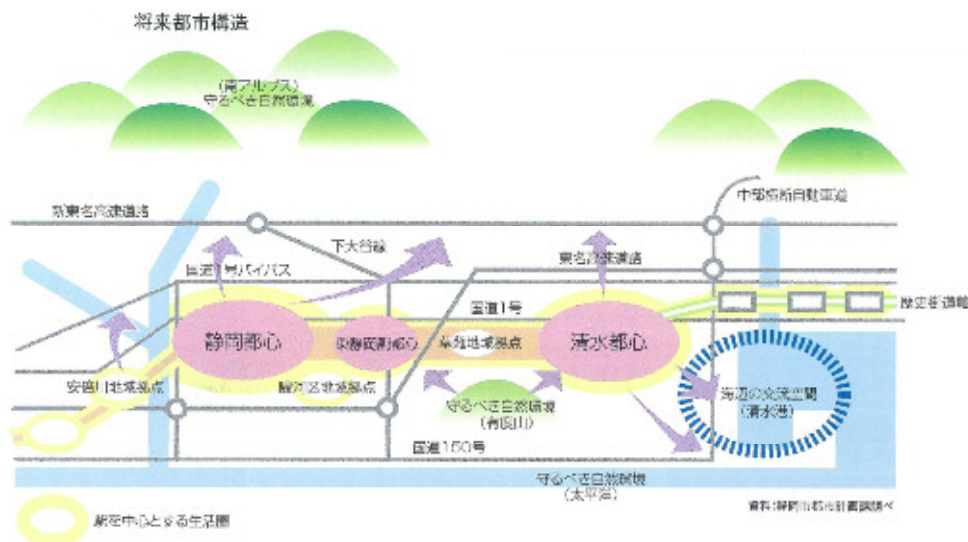 将来都市構造
(南アルプス)
守るべき自然環境
中部横断自動車道
新東名高速道路
下大谷線
東名高速道路
国道1号バイパス
国道1号
歴史街道軸
静岡都心
東静岡副都心
草薙地域拠点
清水都心
安倍川地域拠点
駿河区地域拠点
守るべき自然環境
(有度山)
海辺の交流空間
(清水港)
国道150号
守るべき自然環境
(太平洋)
資料:静岡市都市計画課調べ
駅を中心とする生活圏